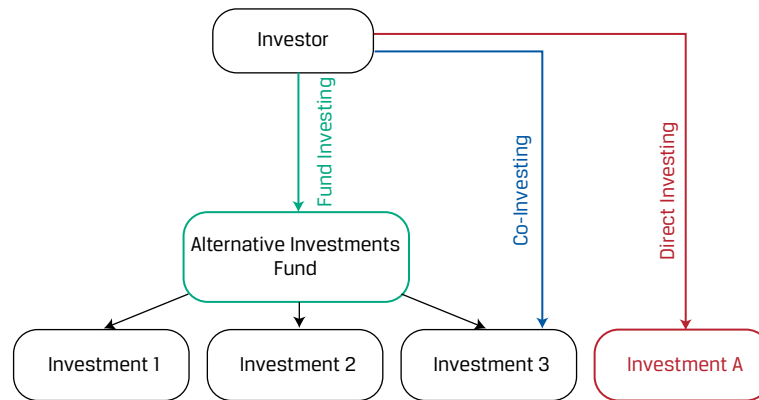 Investor
Fund Investing
Co-Investing
Direct Investing
Alternative Investments
Fund
Investment 1
Investment 2
Investment 3
Investment A